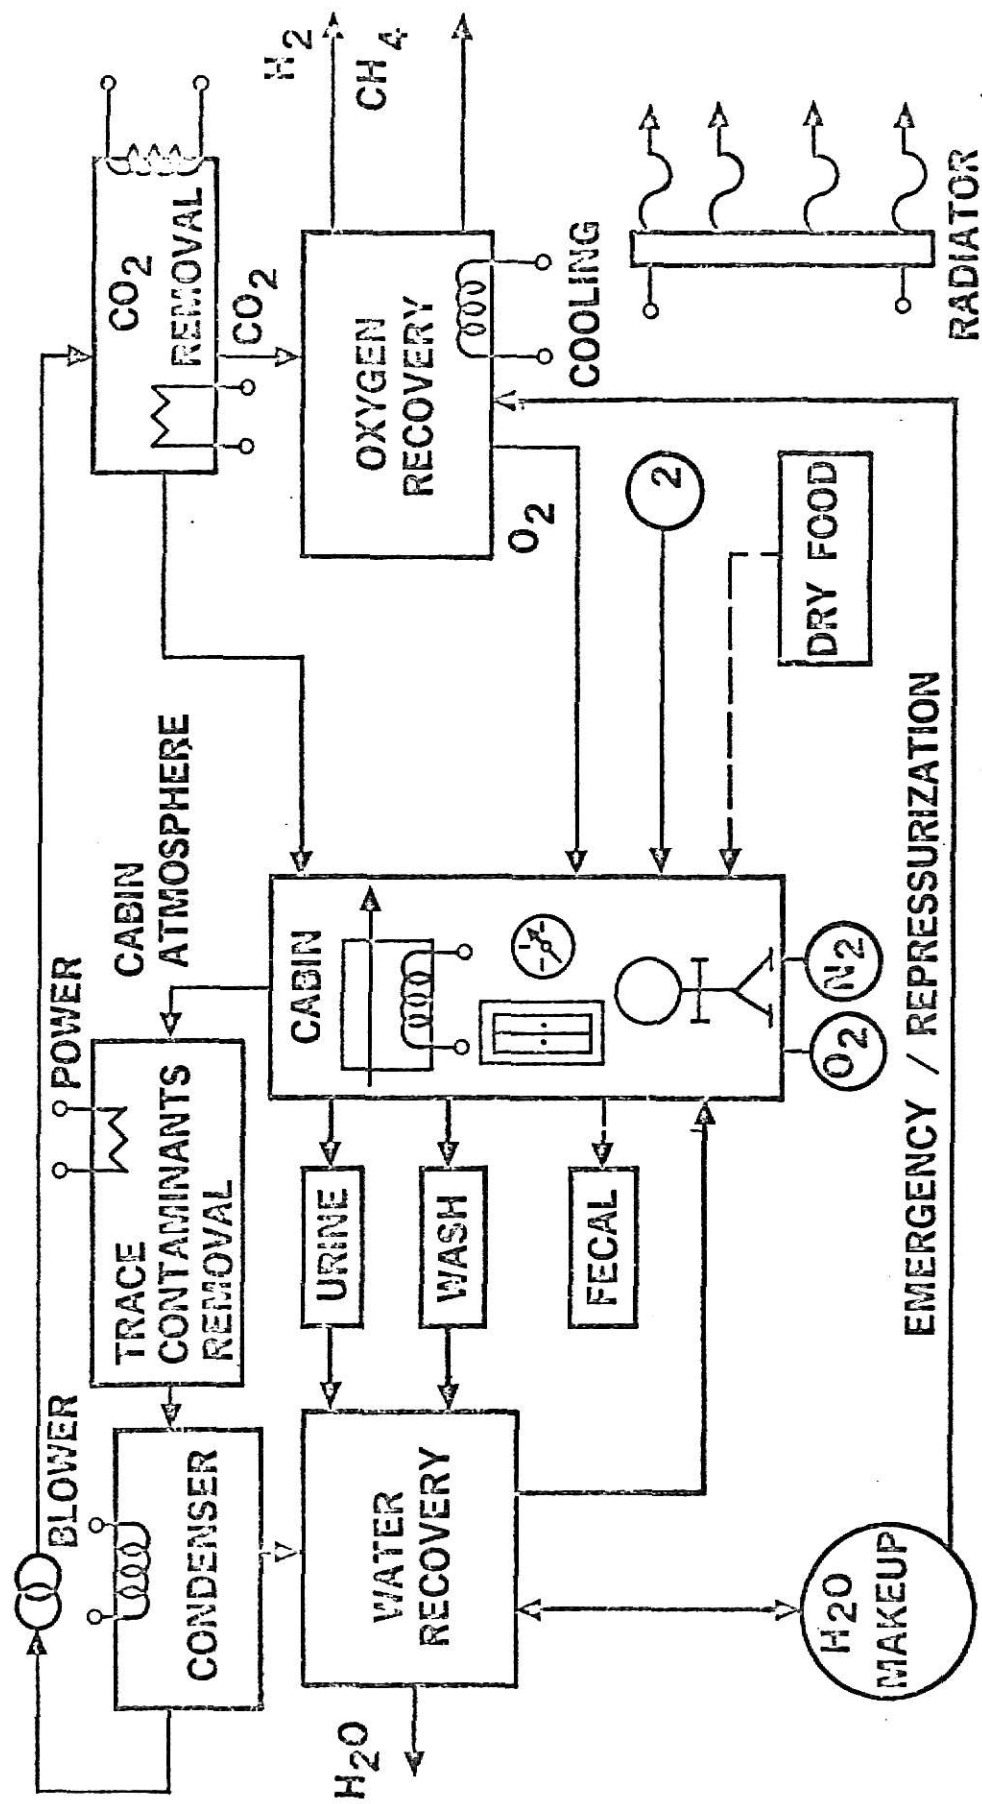 BLOWER
POWER
CABIN
ATMOSPHERE
CO2
REMOVAL
CO2
H2
CH4
TRACE
CONTAMINANTS
REMOVAL
CONDENSER
CABIN
OXYGEN
RECOVERY
O2
COOLING
URINE
WASH
FECAL
WATER
RECOVERY
H2O
2
DRY FOOD
RADIATOR
O2
N2
H2O
MAKEUP
EMERGENCY / REPRESSURIZATION